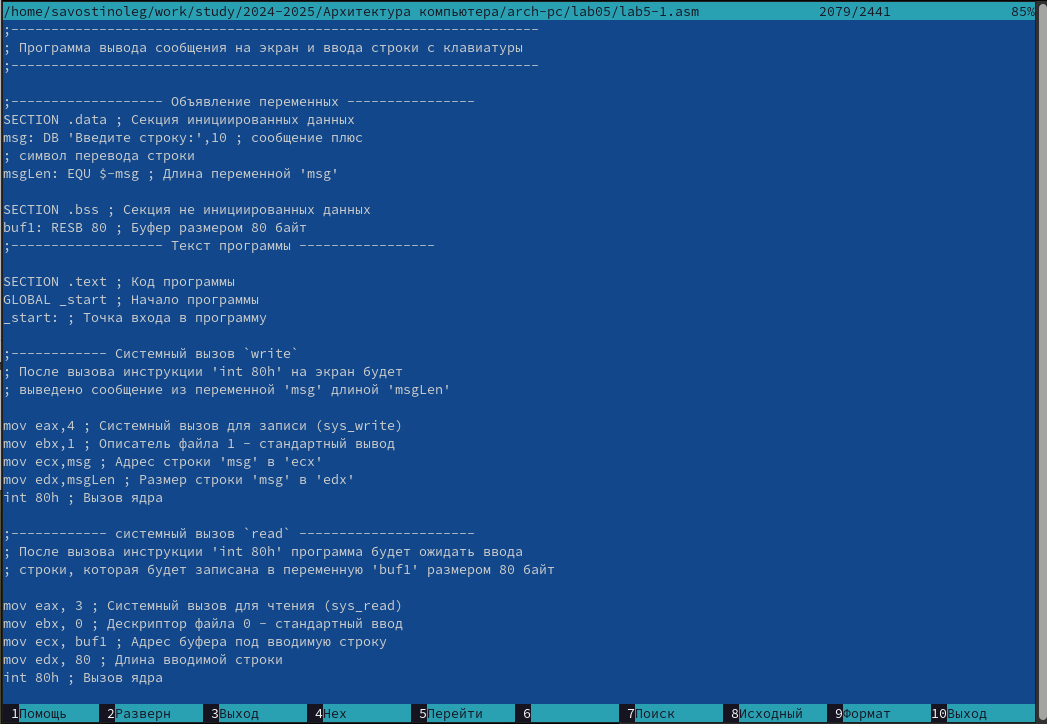 /home/savostinoleg/work/study/2024-2025/Архитектура компьютера/arch-pc/lab05/lab5-1.asm 2079/2441 85%
;------------------------------------------------------------------
; Программа вывода сообщения на экран и ввода строки с клавиатуры
;------------------------------------------------------------------
;------------------- Объявление переменных ----------------
SECTION .data ; Секция инициированных данных
msg: DB 'Введите строку:',10 ; сообщение плюс
; символ перевода строки
msgLen: EQU $-msg ; Длина переменной 'msg'
SECTION .bss ; Секция не инициированных данных
buf1: RESB 80 ; Буфер размером 80 байт
;------------------- Текст программы -----------------
SECTION .text ; Код программы
GLOBAL _start ; Начало программы
_start: ; Точка входа в программу
;------------ Системный вызов `write`
; После вызова инструкции 'int 80h' на экран будет
; выведено сообщение из переменной 'msg' длиной 'msgLen'
mov eax,4 ; Системный вызов для записи (sys_write)
mov ebx,1 ; Описатель файла 1 - стандартный вывод
mov ecx,msg ; Адрес строки 'msg' в 'ecx'
mov edx,msgLen ; Размер строки 'msg' в 'edx'
int 80h ; Вызов ядра
;------------ системный вызов `read` ----------------------
; После вызова инструкции 'int 80h' программа будет ожидать ввода
; строки, которая будет записана в переменную 'buf1' размером 80 байт
mov eax, 3 ; Системный вызов для чтения (sys_read)
mov ebx, 0 ; Дескриптор файла 0 - стандартный ввод
mov ecx, buf1 ; Адрес буфера под вводимую строку
mov edx, 80 ; Длина вводимой строки
int 80h ; Вызов ядра
1Помощь 2Разверн 3Выход 4Hex 5Перейти 6 7Поиск 8Исходный 9Формат 10Выход